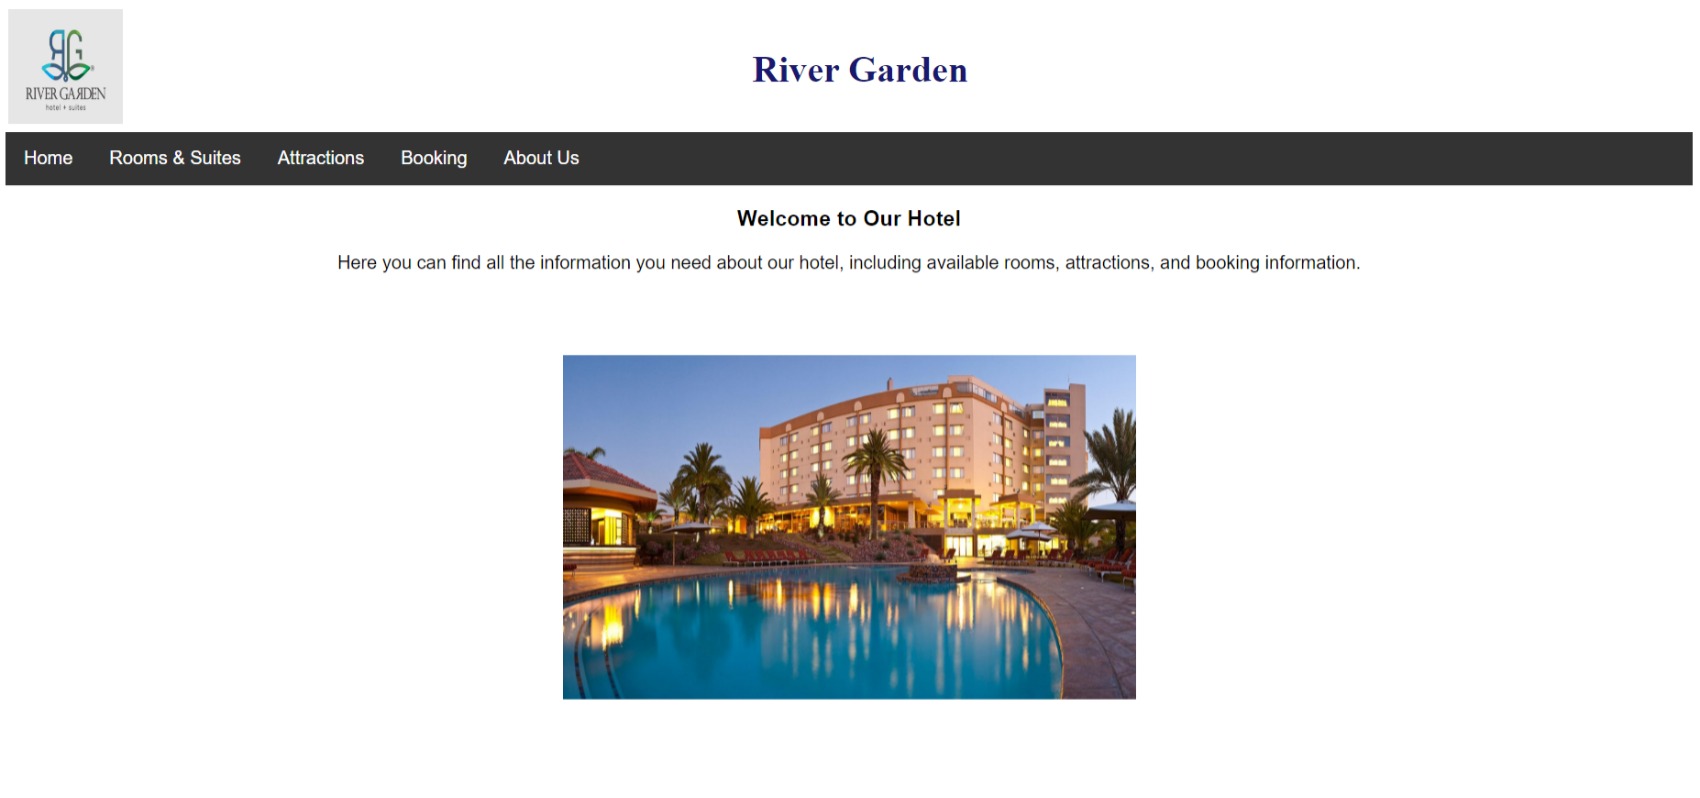 RG
RIVER GARDEN
hotel + suites
River Garden
Home Rooms & Suites Attractions Booking About Us
Welcome to Our Hotel
Here you can find all the information you need about our hotel, including available rooms, attractions, and booking information.